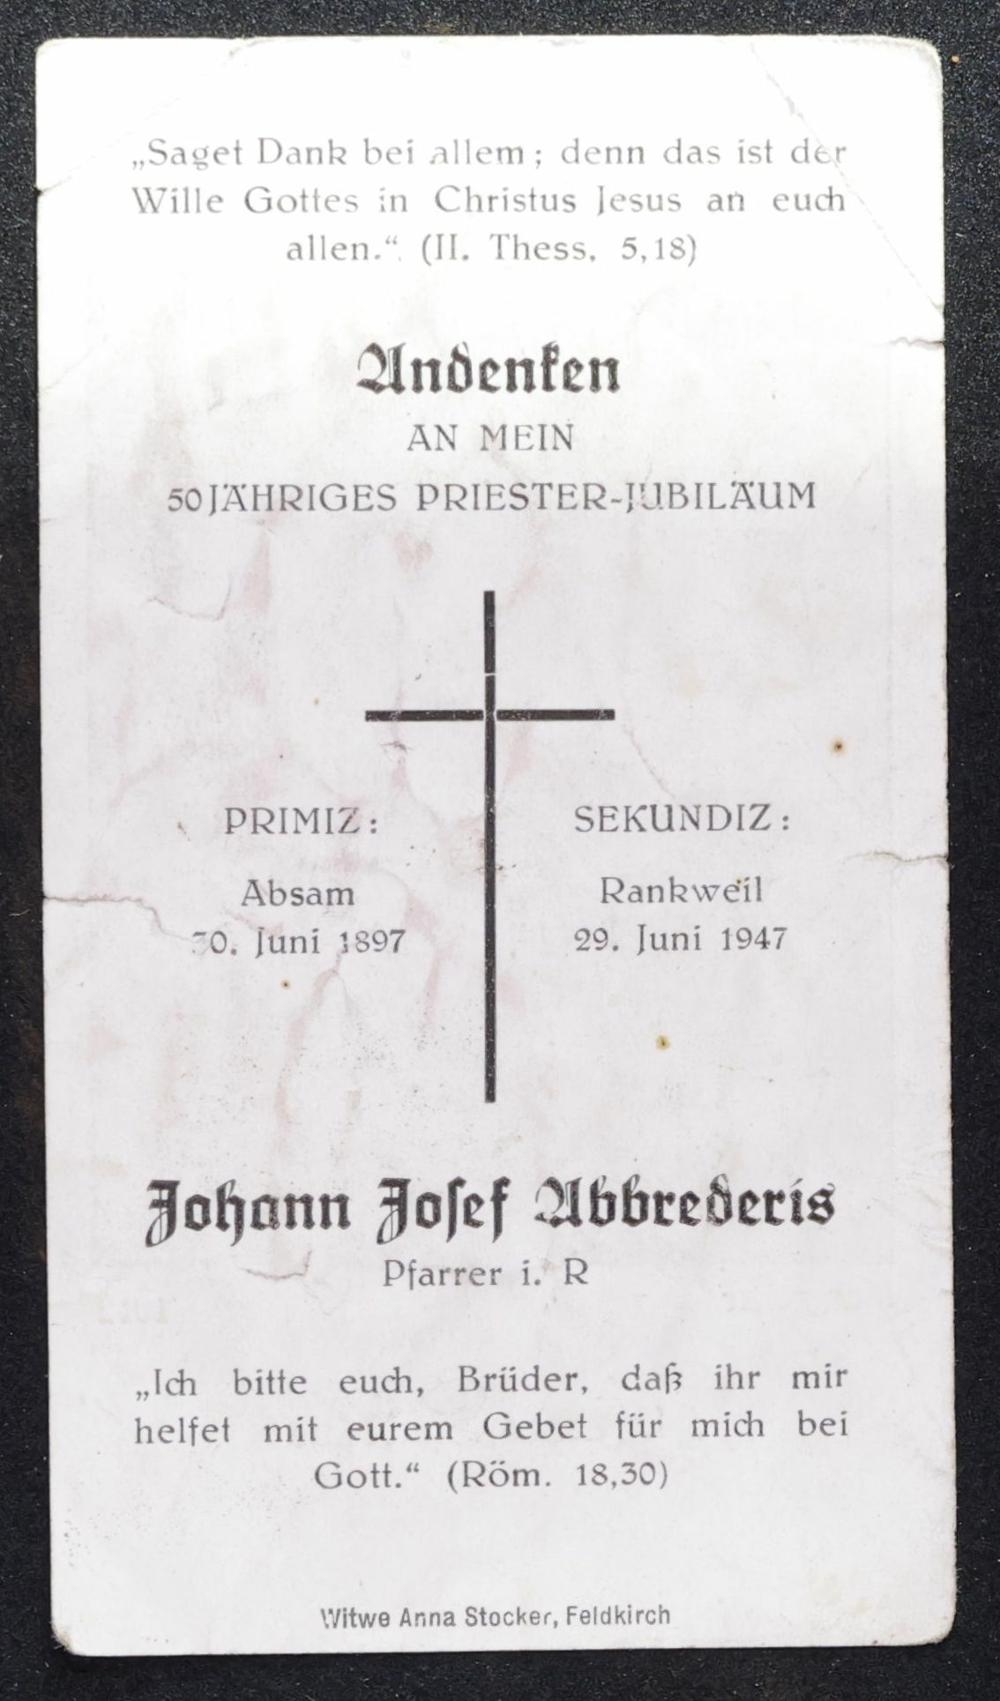 „Saget Dank bei allem; denn das ist der
Wille Gottes in Christus Jesus an euch
allen.“ (II. Thess. 5,18)
Andenken
AN MEIN
50JÄHRIGES PRIESTER-JUBILÄUM
PRIMIZ:
Absam
30. Juni 1897
SEKUNDIZ:
Rankweil
29. Juni 1947
Johann Josef Abbrederis
Pfarrer i. R
„Ich bitte euch, Brüder, daß ihr mir
helfet mit eurem Gebet für mich bei
Gott.“ (Röm. 18,30)
Witwe Anna Stocker, Feldkirch